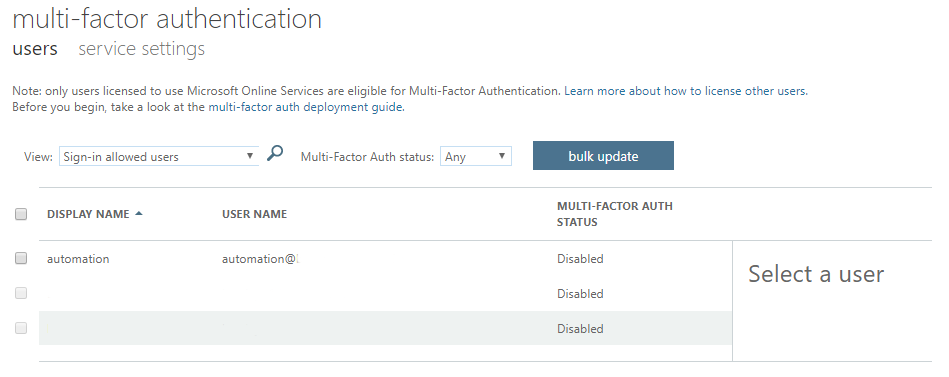 multi-factor authentication
users service settings
Note: only users licensed to use Microsoft Online Services are eligible for Multi-Factor Authentication. Learn more about how to license other users.
Before you begin, take a look at the multi-factor auth deployment guide.
View: Sign-in allowed users Multi-Factor Auth status: Any bulk update
DISPLAY NAME USER NAME MULTI-FACTOR AUTH
STATUS
automation automation@ Disabled
Select a user
Disabled
Disabled